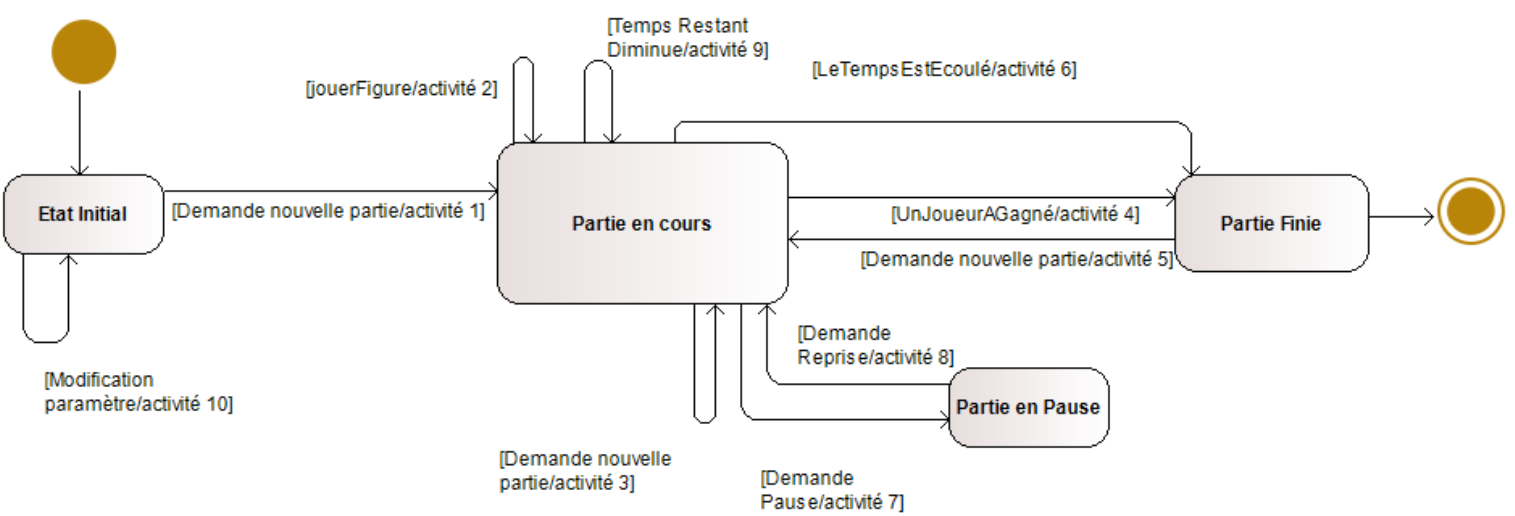 [Temps Restant
Diminue/activité 9]
[jouerFigure/activité 2]
[LeTempsEstEcoulé/activité 6]
Etat Initial
[Demande nouvelle partie/activité 1]
Partie en cours
[UnJoueurAGagné/activité 4]
[Demande nouvelle partie/activité 5]
Partie Finie
[Modification
paramètre/activité 10]
[Demande
Reprise/activité 8]
Partie en Pause
[Demande nouvelle
partie/activité 3]
[Demande
Pause/activité 7]